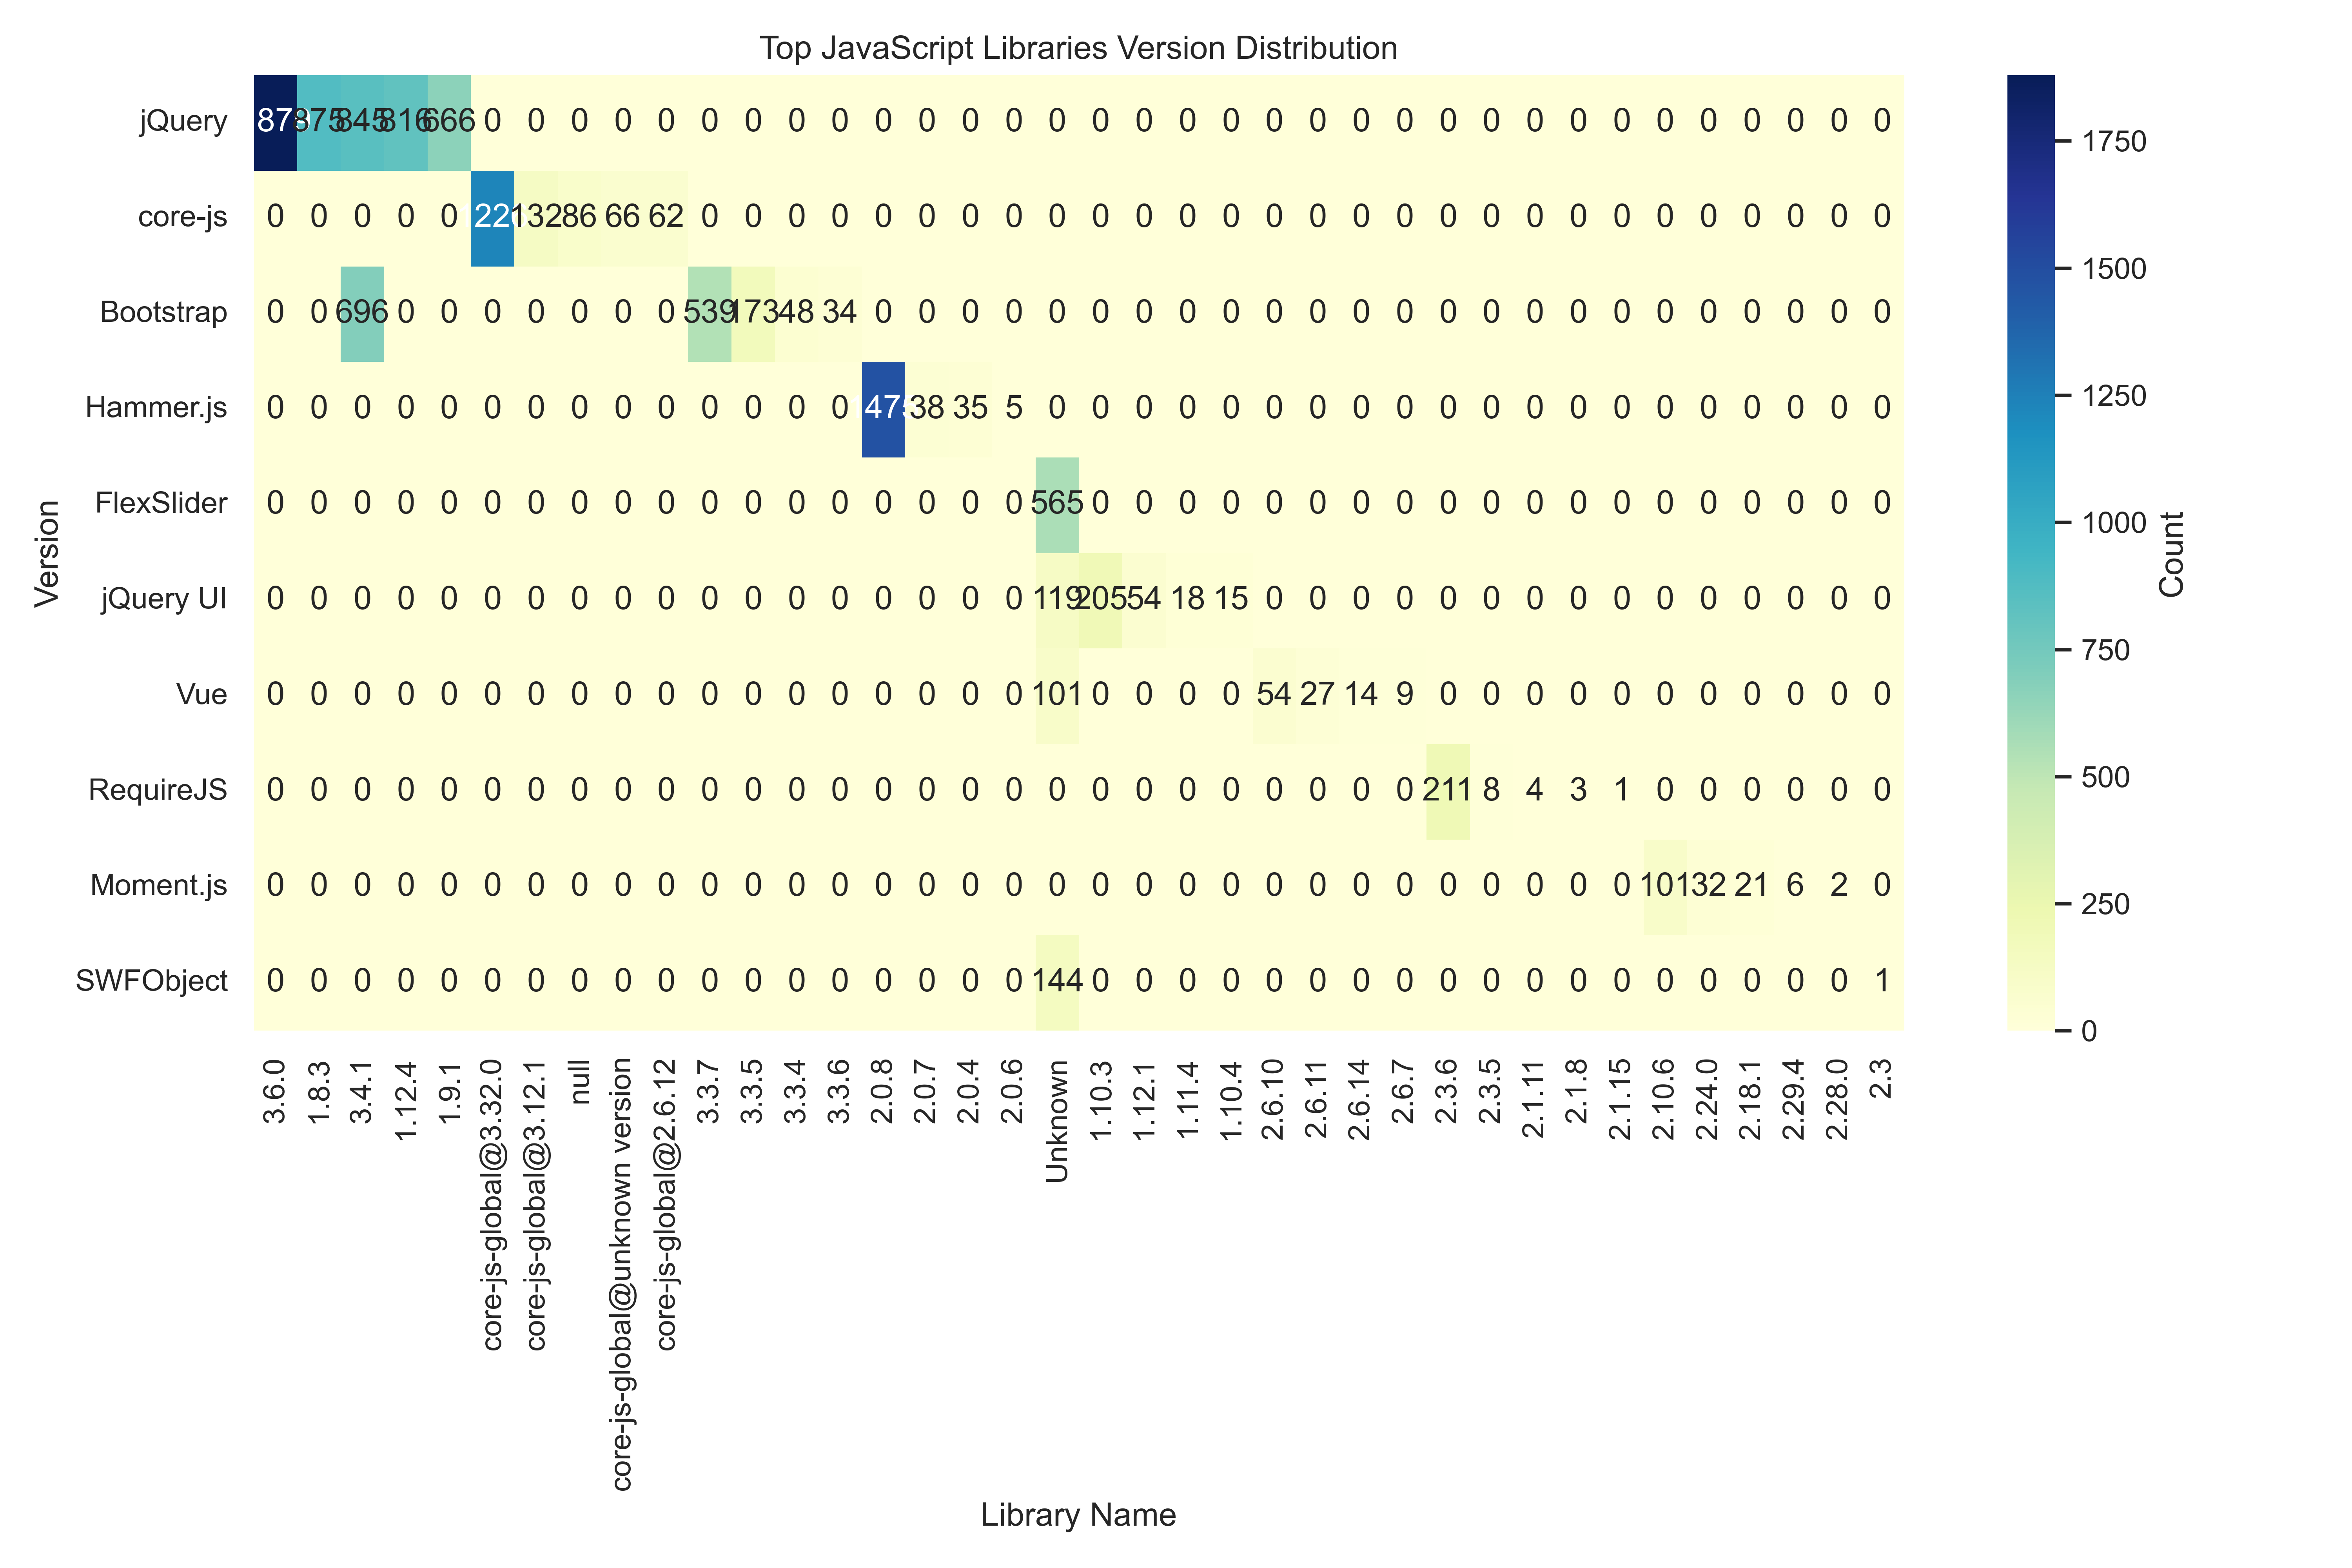 Top JavaScript Libraries Version Distribution
jQuery 875 845 816 666 0 0 0 0 0 0 0 0 0 0 0 0 0 0 0 0 0 0 0 0 0 0 0 0 0 0 0 0 0 1750
core-js 0 0 0 0 0 132 86 66 62 0 0 0 0 0 0 0 0 0 0 0 0 0 0 0 0 0 0 0 0 0 0 0 0 0 0 0 0 1500
Bootstrap 0 0 696 0 0 0 0 0 0 0 539 173 48 34 0 0 0 0 0 0 0 0 0 0 0 0 0 0 0 0 0 0 0 0 0 0 0 0
Hammer.js 0 0 0 0 0 0 0 0 0 0 0 0 0 0 38 35 5 0 0 0 0 0 0 0 0 0 0 0 0 0 0 0 0 0 0 0 0 1250
FlexSlider 0 0 0 0 0 0 0 0 0 0 0 0 0 0 0 0 0 0 565 0 0 0 0 0 0 0 0 0 0 0 0 0 0 0 0 0 0 0 1000
jQuery UI 0 0 0 0 0 0 0 0 0 0 0 0 0 0 0 0 0 0 119 205 54 18 15 0 0 0 0 0 0 0 0 0 0 0 0 0 0 0 750
Vue 0 0 0 0 0 0 0 0 0 0 0 0 0 0 0 0 0 0 101 0 0 0 0 54 27 14 9 0 0 0 0 0 0 0 0 0 0 0 500
RequireJS 0 0 0 0 0 0 0 0 0 0 0 0 0 0 0 0 0 0 0 0 0 0 0 0 0 0 0 211 8 4 3 1 0 0 0 0 0 0
Moment.js 0 0 0 0 0 0 0 0 0 0 0 0 0 0 0 0 0 0 0 0 0 0 0 0 0 0 0 0 0 0 0 0 101 32 21 6 2 0 250
SWFObject 0 0 0 0 0 0 0 0 0 0 0 0 0 0 0 0 0 0 144 0 0 0 0 0 0 0 0 0 0 0 0 0 0 0 0 0 0 1 0
Version
Count
3.6.0
1.8.3
3.4.1
1.12.4
1.9.1
core-js-global@3.32.0
core-js-global@3.12.1
null
core-js-global@unknown version
core-js-global@2.6.12
3.3.7
3.3.5
3.3.4
3.3.6
2.0.8
2.0.7
2.0.4
2.0.6
Unknown
1.10.3
1.12.1
1.11.4
1.10.4
2.6.10
2.6.11
2.6.14
2.6.7
2.3.6
2.3.5
2.1.11
2.1.8
2.1.15
2.10.6
2.24.0
2.18.1
2.29.4
2.28.0
2.3
Library Name